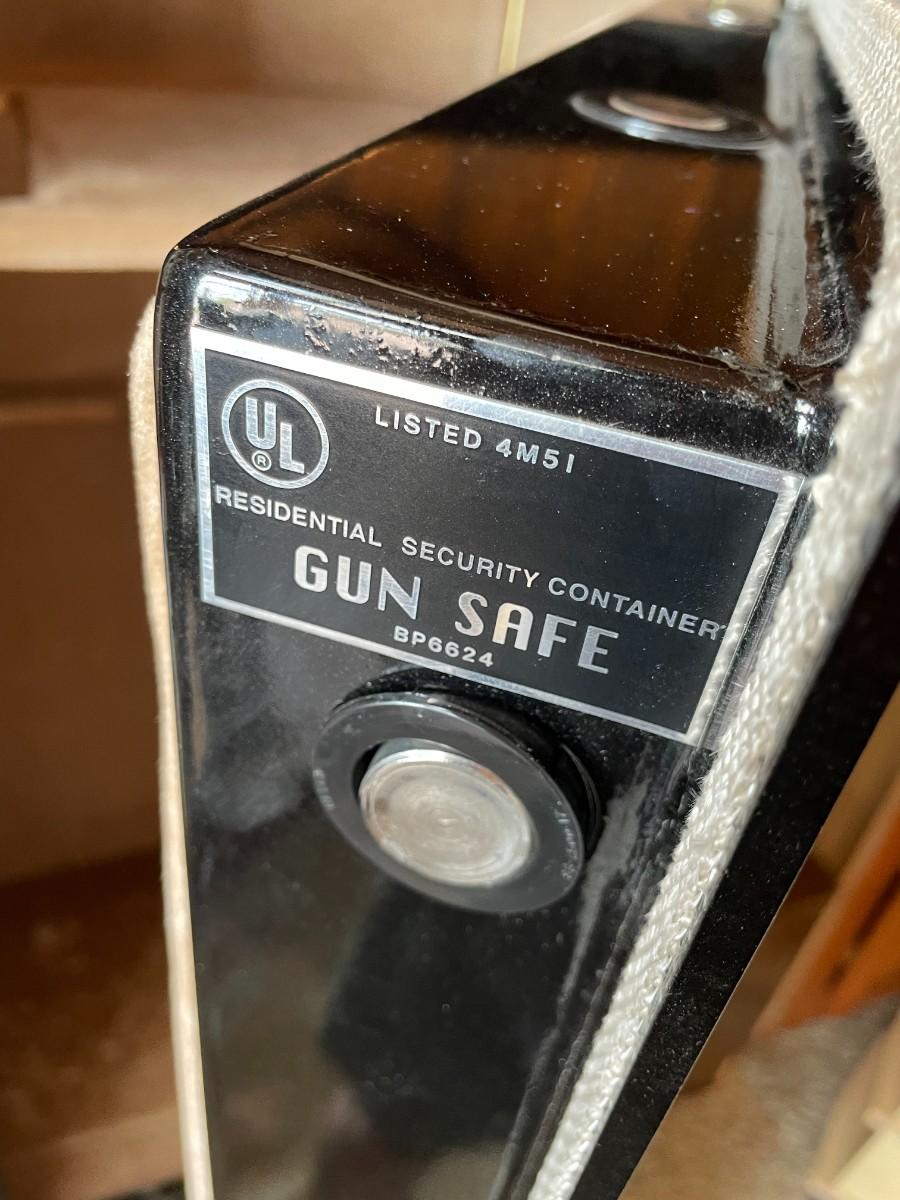 UL
®
LISTED 4M51
RESIDENTIAL SECURITY CONTAINER
GUN SAFE
BP6624